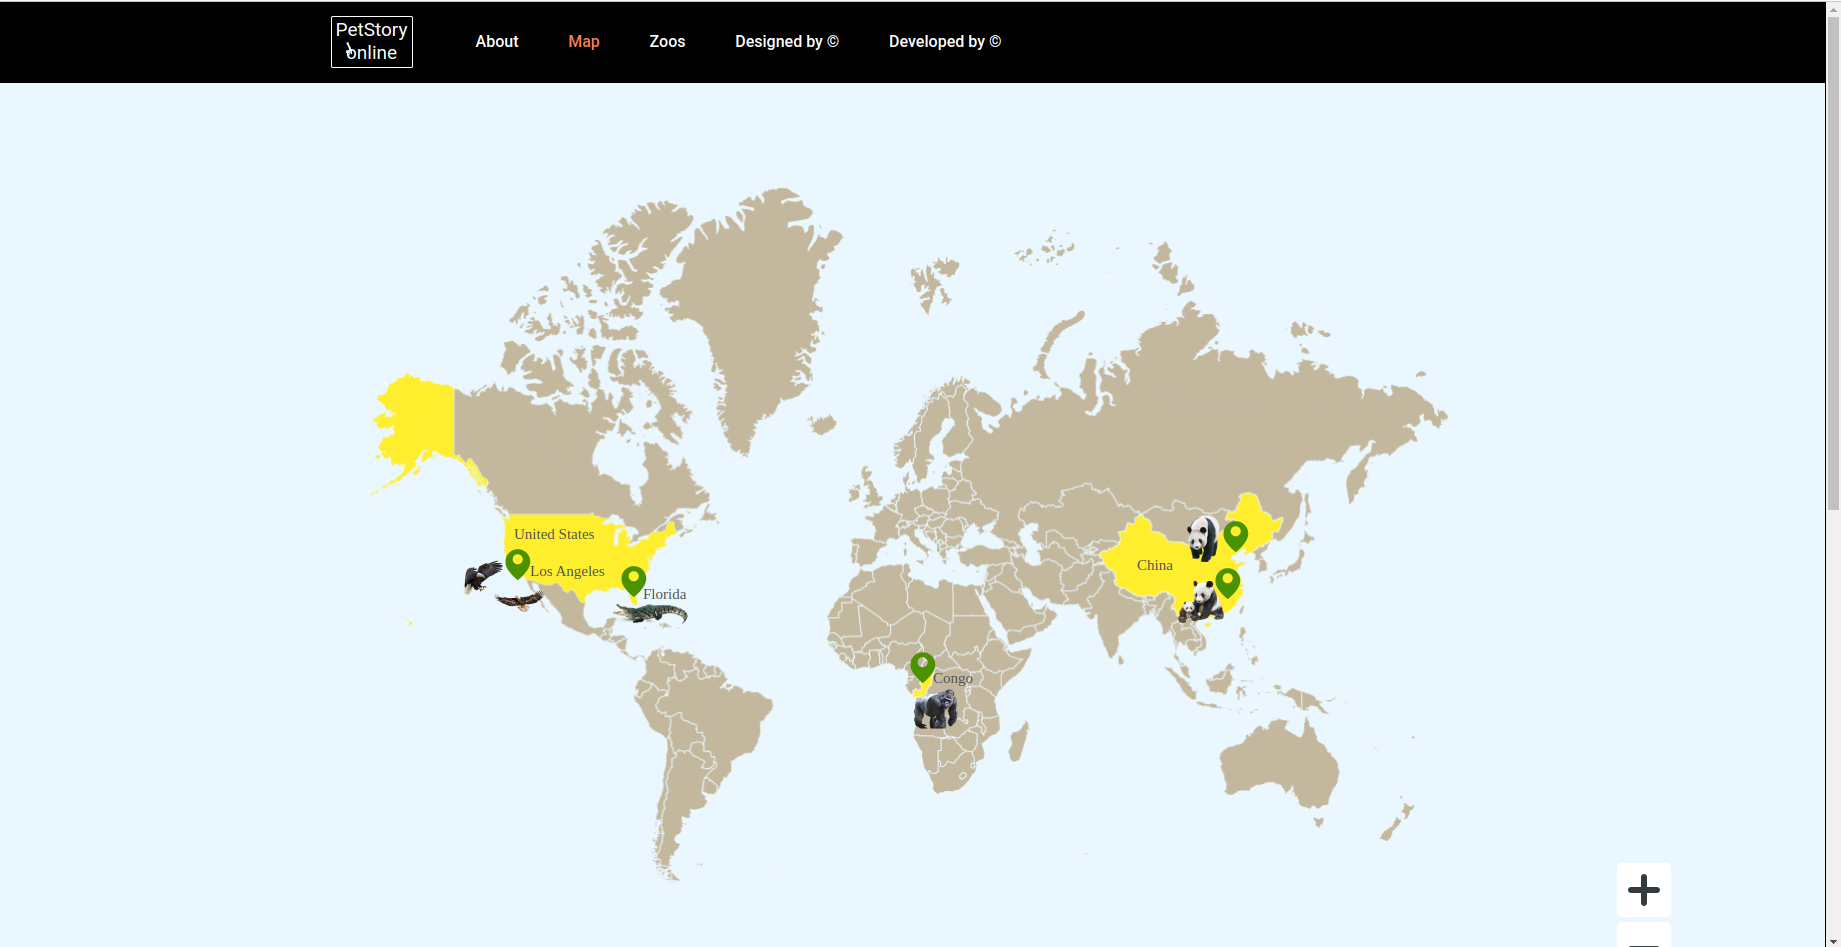 PetStory
online
About
Map
Zoos
Designed by ©
Developed by ©
United States
Los Angeles
Florida
China
Congo